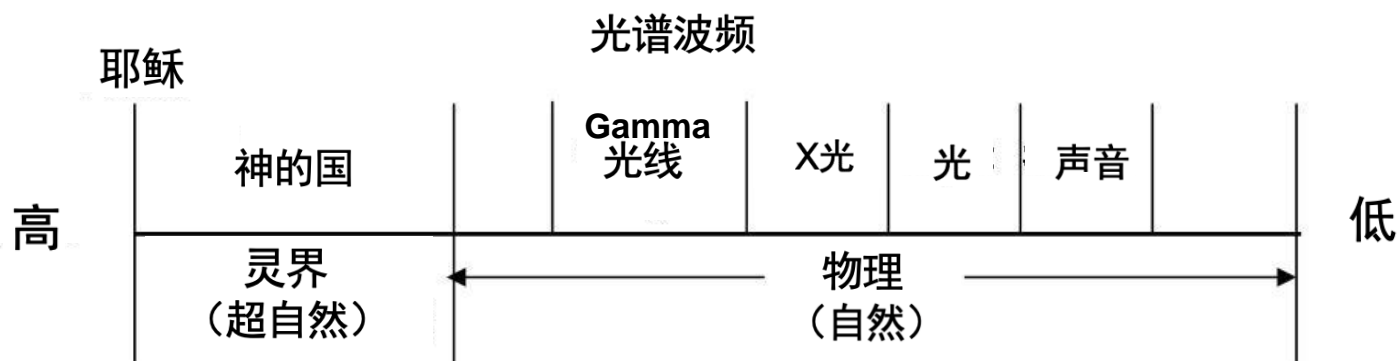 光谱波频
耶稣
神的国
Gamma
光线
X光
光
声音
高
低
灵界
（超自然）
物理
（自然）